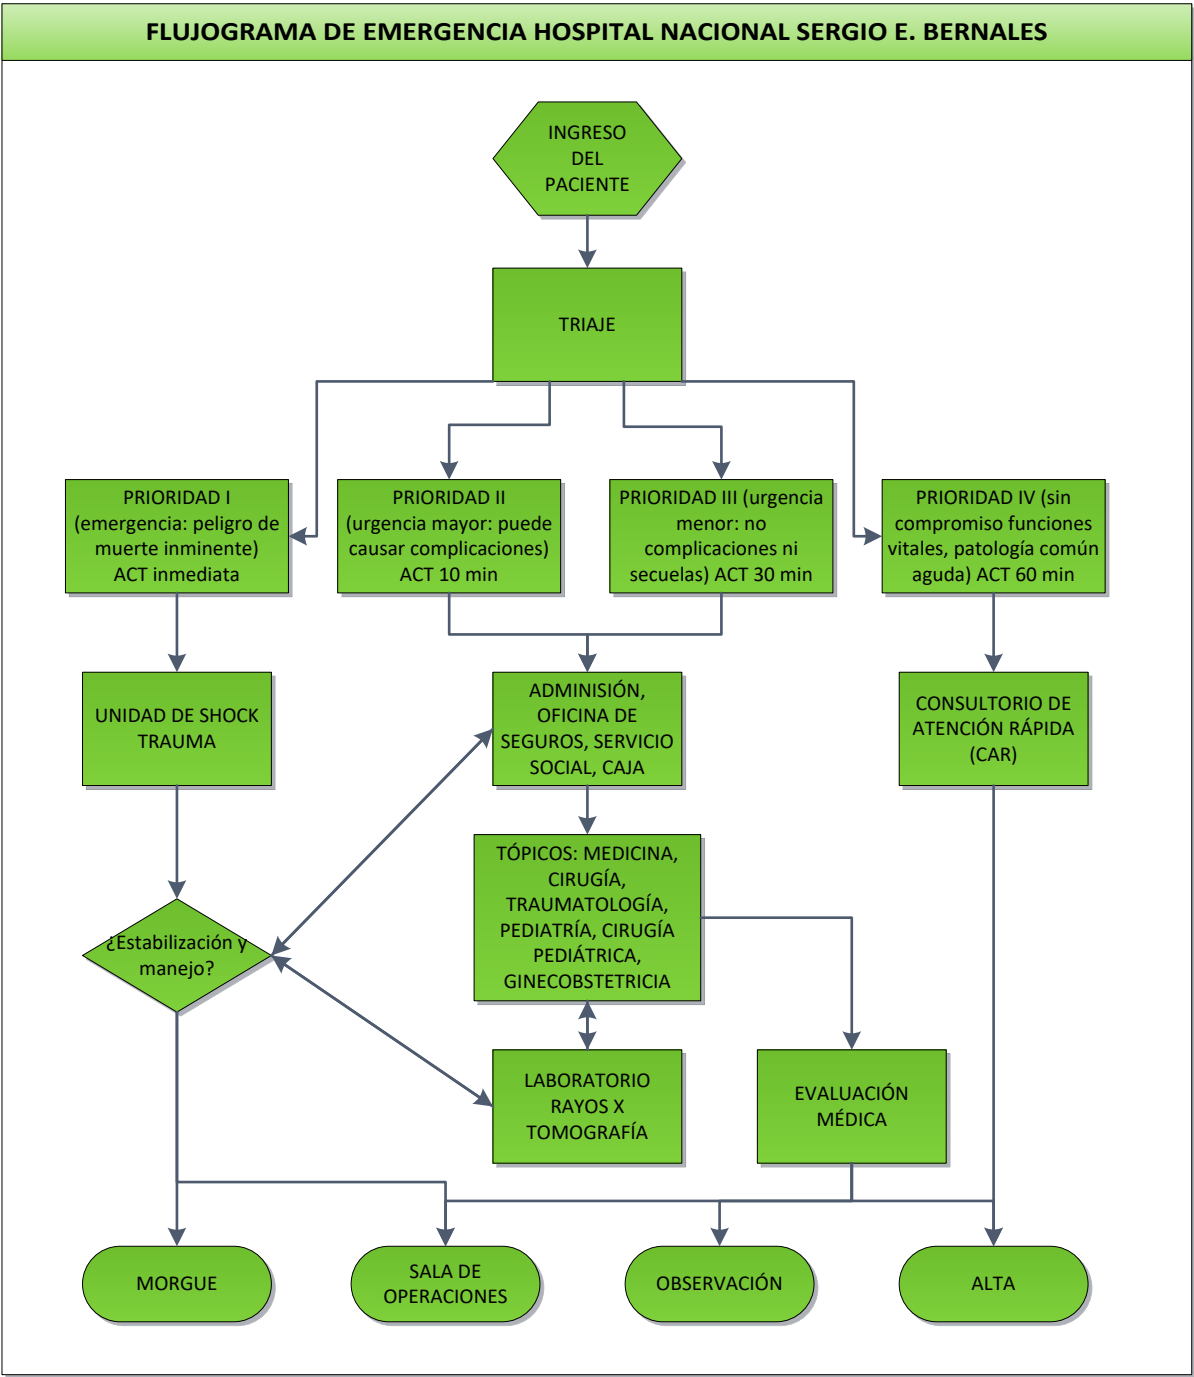 FLUJOGRAMA DE EMERGENCIA HOSPITAL NACIONAL SERGIO E. BERNALES
INGRESO
DEL
PACIENTE
TRIAJE
PRIORIDAD I
(emergencia: peligro de
muerte inminente)
ACT inmediata
PRIORIDAD II
(urgencia mayor: puede
causar complicaciones)
ACT 10 min
PRIORIDAD III (urgencia
menor: no
complicaciones ni
secuelas) ACT 30 min
PRIORIDAD IV (sin
compromiso funciones
vitales, patología común
aguda) ACT 60 min
UNIDAD DE SHOCK
TRAUMA
ADMINISIÓN,
OFICINA DE
SEGUROS, SERVICIO
SOCIAL, CAJA
CONSULTORIO DE
ATENCIÓN RÁPIDA
(CAR)
TÓPICOS: MEDICINA,
CIRUGÍA,
TRAUMATOLOGÍA,
PEDIATRÍA, CIRUGÍA
PEDIÁTRICA,
GINECOBSTETRICIA
¿Estabilización y
manejo?
LABORATORIO
RAYOS X
TOMOGRAFÍA
EVALUACIÓN
MÉDICA
MORGUE
SALA DE
OPERACIONES
OBSERVACIÓN
ALTA